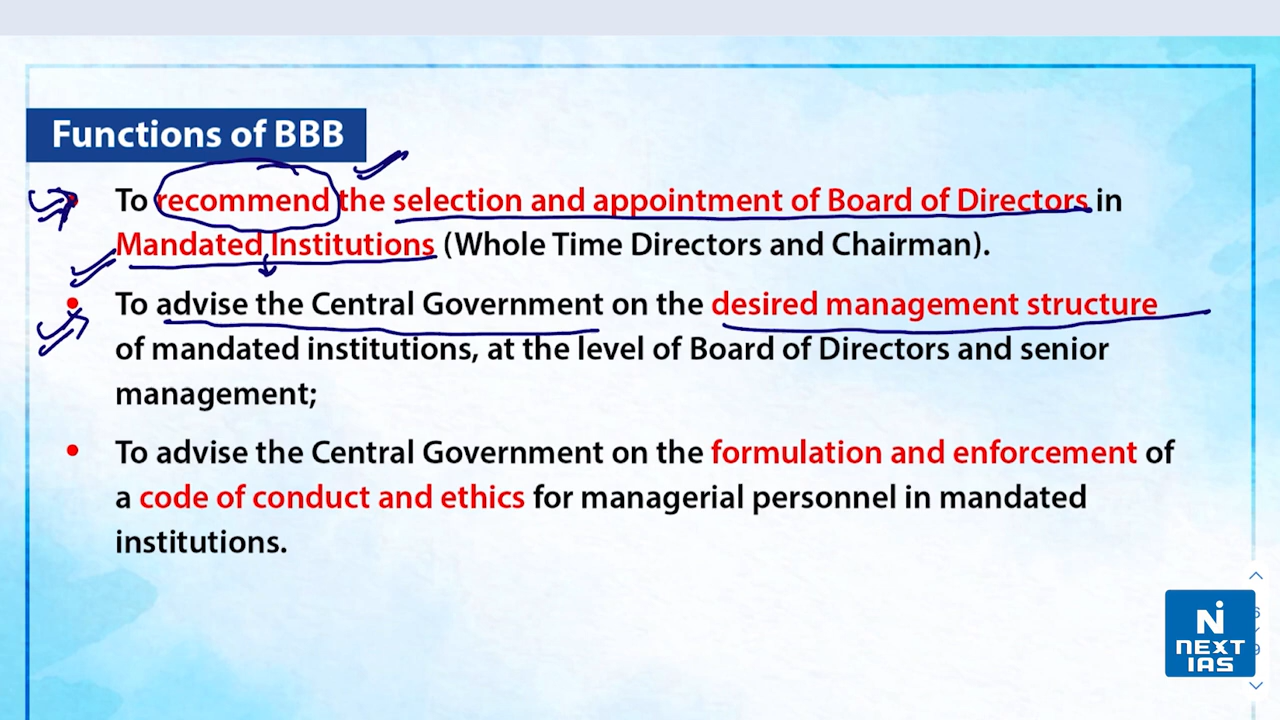 Functions of BBB
• To recommend the selection and appointment of Board of Directors in
Mandated Institutions (Whole Time Directors and Chairman).
• To advise the Central Government on the desired management structure
of mandated institutions, at the level of Board of Directors and senior
management;
• To advise the Central Government on the formulation and enforcement of
a code of conduct and ethics for managerial personnel in mandated
institutions.
NEXT
IAS